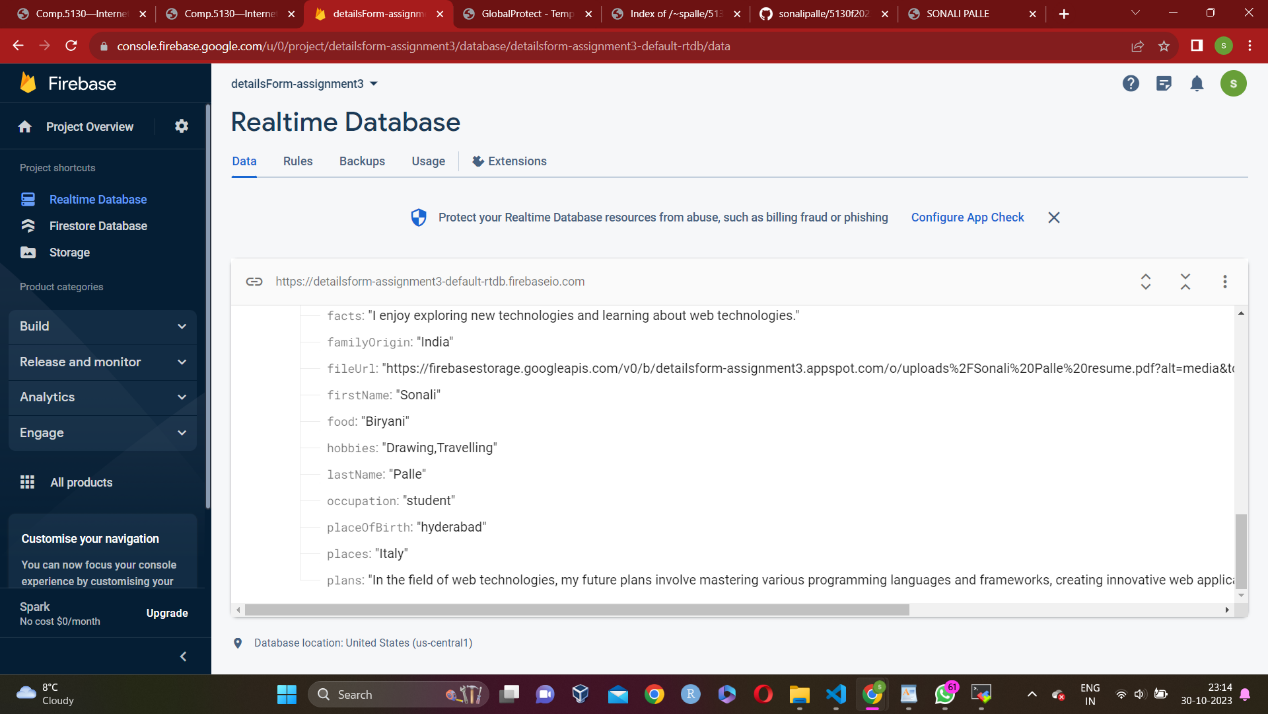 Comp.5130—Internet
Comp.5130—Internet
detailsForm-assignm
GlobalProtect - Temp
Index of /~spalle/513
sonalipalle/5130f202
SONALI PALLE
console.firebase.google.com/u/0/project/detailsform-assignment3/database/detailsform-assignment3-default-rtdb/data
S
Firebase
detailsForm-assignment3
S
Project Overview
Realtime Database
Project shortcuts
Data Rules Backups Usage Extensions
Realtime Database
Firestore Database
Storage
Protect your Realtime Database resources from abuse, such as billing fraud or phishing Configure App Check
Product categories
https://detailsform-assignment3-default-rtdb.firebaseio.com
Build
Release and monitor
Analytics
Engage
All products
facts: "I enjoy exploring new technologies and learning about web technologies."
familyOrigin: "India"
fileUrl: "https://firebasestorage.googleapis.com/v0/b/detailsform-assignment3.appspot.com/o/uploads%2FSonali%20Palle%20resume.pdf?alt=media&to
firstName: "Sonali"
food: "Biryani"
hobbies: "Drawing,Travelling"
lastName: "Palle"
occupation: "student"
placeOfBirth: "hyderabad"
places: "Italy"
plans: "In the field of web technologies, my future plans involve mastering various programming languages and frameworks, creating innovative web applica
Customise your navigation
You can now focus your console
experience by customising your
Spark
No cost $0/month
Upgrade
Database location: United States (us-central1)
8°C
Cloudy
Search
R
S
61
ENG
IN
23:14
30-10-2023